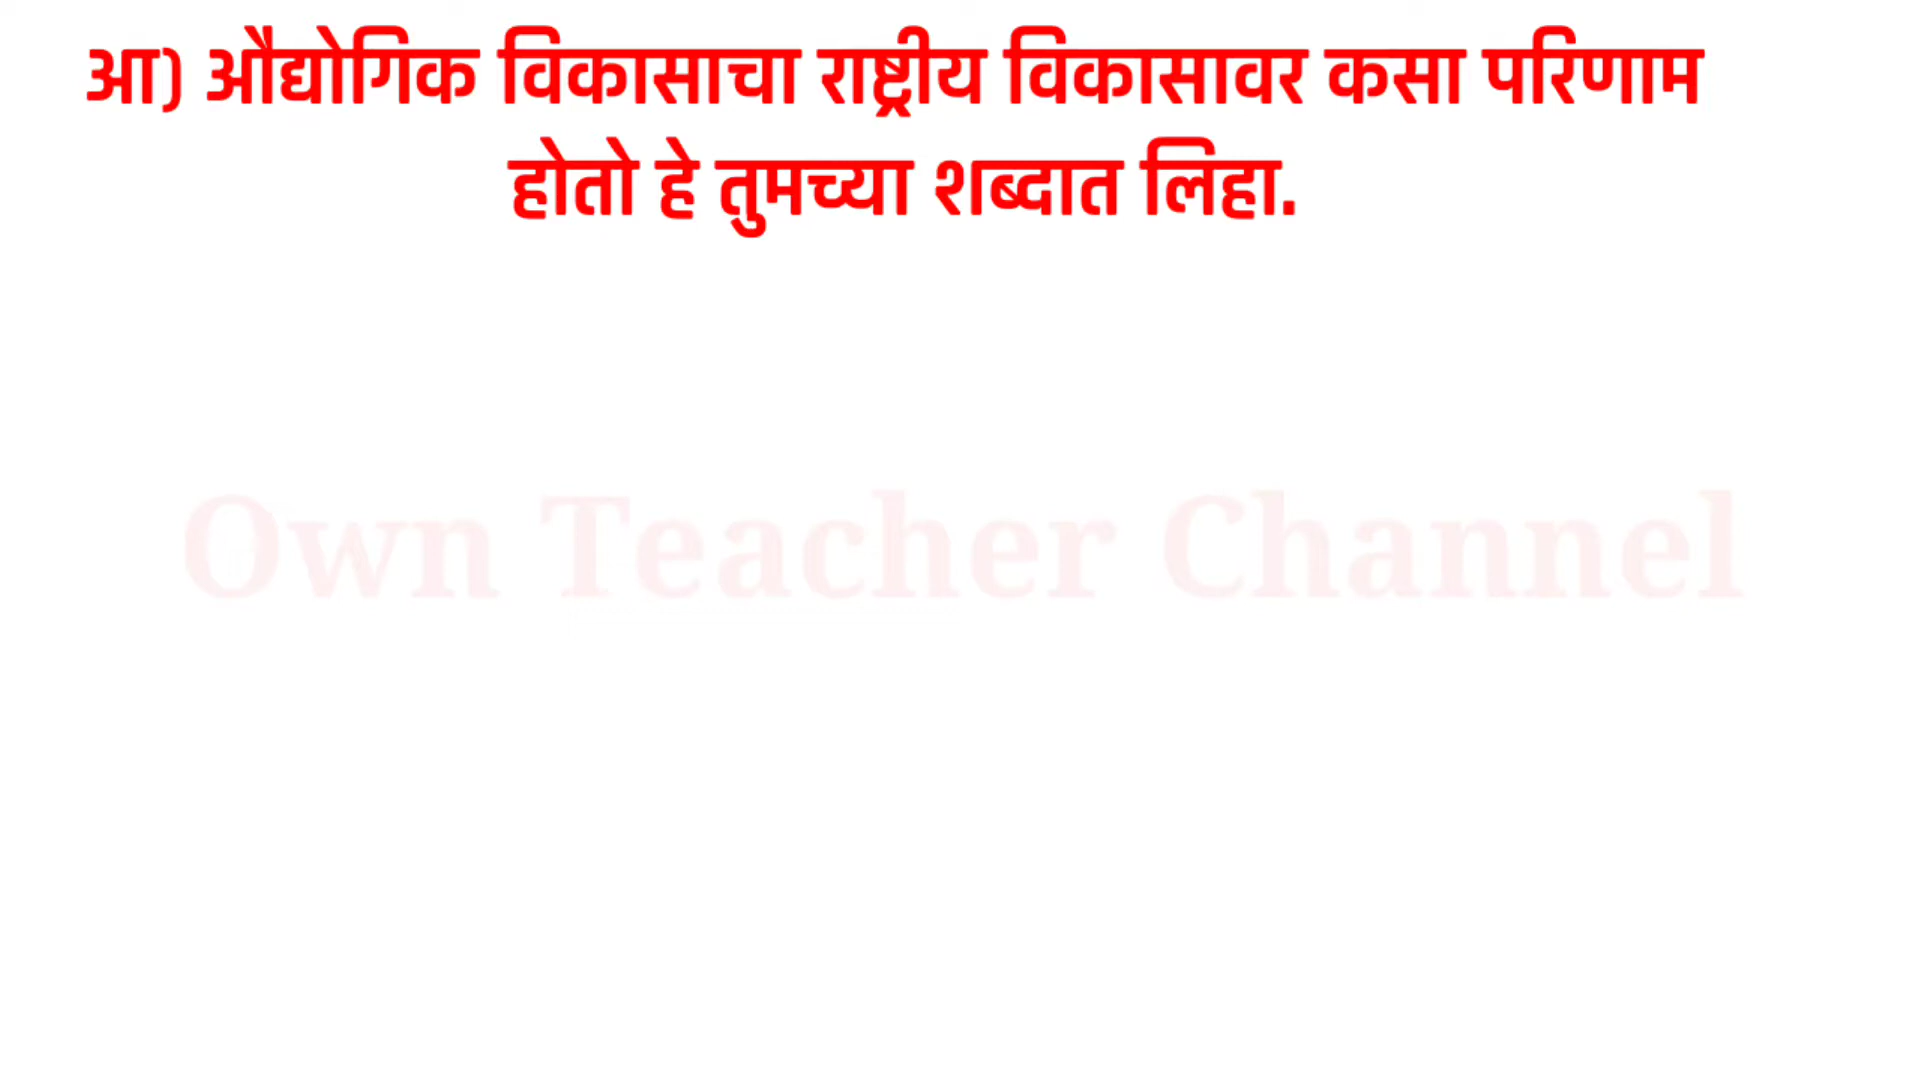 आ) औद्योगिक विकासाचा राष्ट्रीय विकासावर कसा परिणाम
होतो हे तुमच्या शब्दात लिहा.
Own Teacher Channel